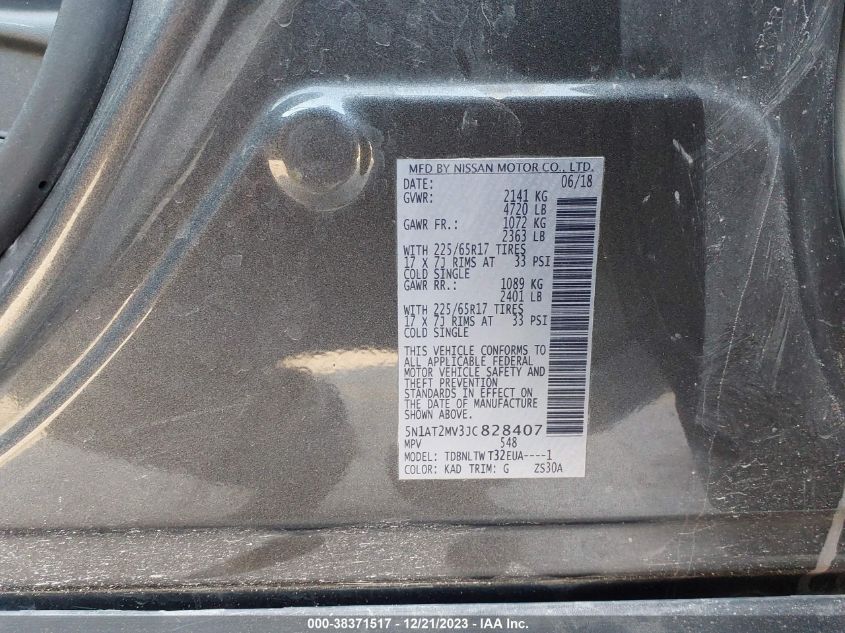 MFD BY NISSAN MOTOR CO., LTD.
DATE: 06/18
GVWR: 2141 KG
4720 LB
GAWR FR.: 1072 KG
2363 LB
WITH 225/65R17 TIRES
17 X 7J RIMS AT 33 PSI
COLD SINGLE
GAWR RR.: 1089 KG
2401 LB
WITH 225/65R17 TIRES
17 X 7J RIMS AT 33 PSI
COLD SINGLE
THIS VEHICLE CONFORMS TO
ALL APPLICABLE FEDERAL
MOTOR VEHICLE SAFETY AND
THEFT PREVENTION
STANDARDS IN EFFECT ON
THE DATE OF MANUFACTURE
SHOWN ABOVE.
5N1AT2MV3JC828407
MPV 548
MODEL: TDBNLTW T32EUA----1
COLOR: KAD TRIM: G ZS30A
000-38371517 - 12/21/2023 - IAAI.com